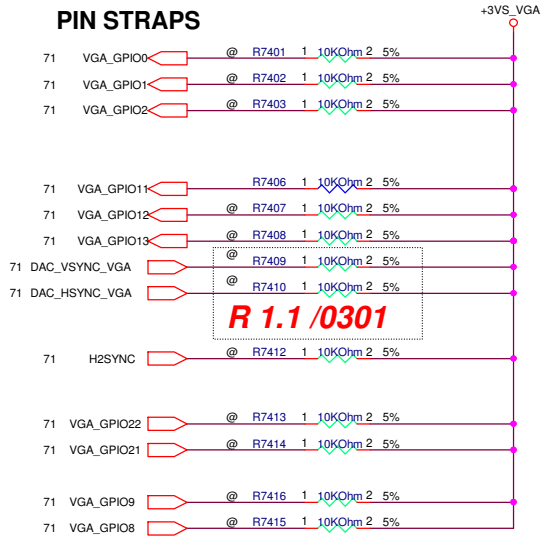 PIN STRAPS
+3VS_VGA
71 VGA_GPIO0 @ R7401 1 10KOhm 2 5%
71 VGA_GPIO1 @ R7402 1 10KOhm 2 5%
71 VGA_GPIO2 @ R7403 1 10KOhm 2 5%
71 VGA_GPIO11 R7406 1 10KOhm 2 5%
71 VGA_GPIO12 @ R7407 1 10KOhm 2 5%
71 VGA_GPIO13 @ R7408 1 10KOhm 2 5%
71 DAC_VSYNC_VGA @ R7409 1 10KOhm 2 5%
71 DAC_HSYNC_VGA @ R7410 1 10KOhm 2 5%
R 1.1 /0301
71 H2SYNC @ R7412 1 10KOhm 2 5%
71 VGA_GPIO22 @ R7413 1 10KOhm 2 5%
71 VGA_GPIO21 @ R7414 1 10KOhm 2 5%
71 VGA_GPIO9 @ R7416 1 10KOhm 2 5%
71 VGA_GPIO8 @ R7415 1 10KOhm 2 5%